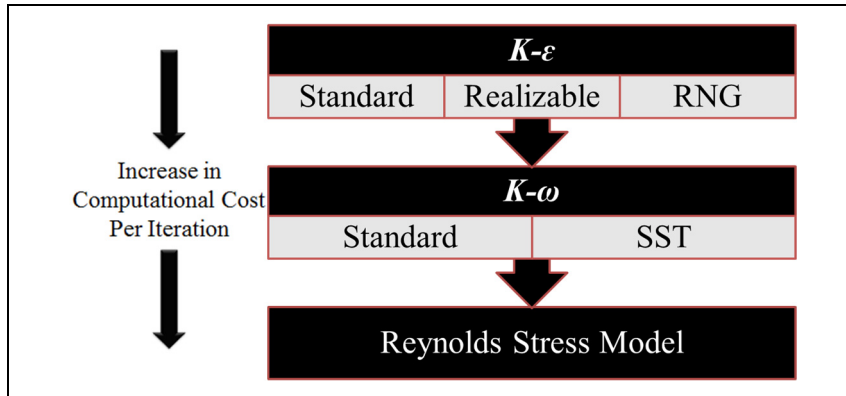 K-ε
Standard Realizable RNG
Increase in
Computational Cost
Per Iteration
K-ω
Standard SST
Reynolds Stress Model